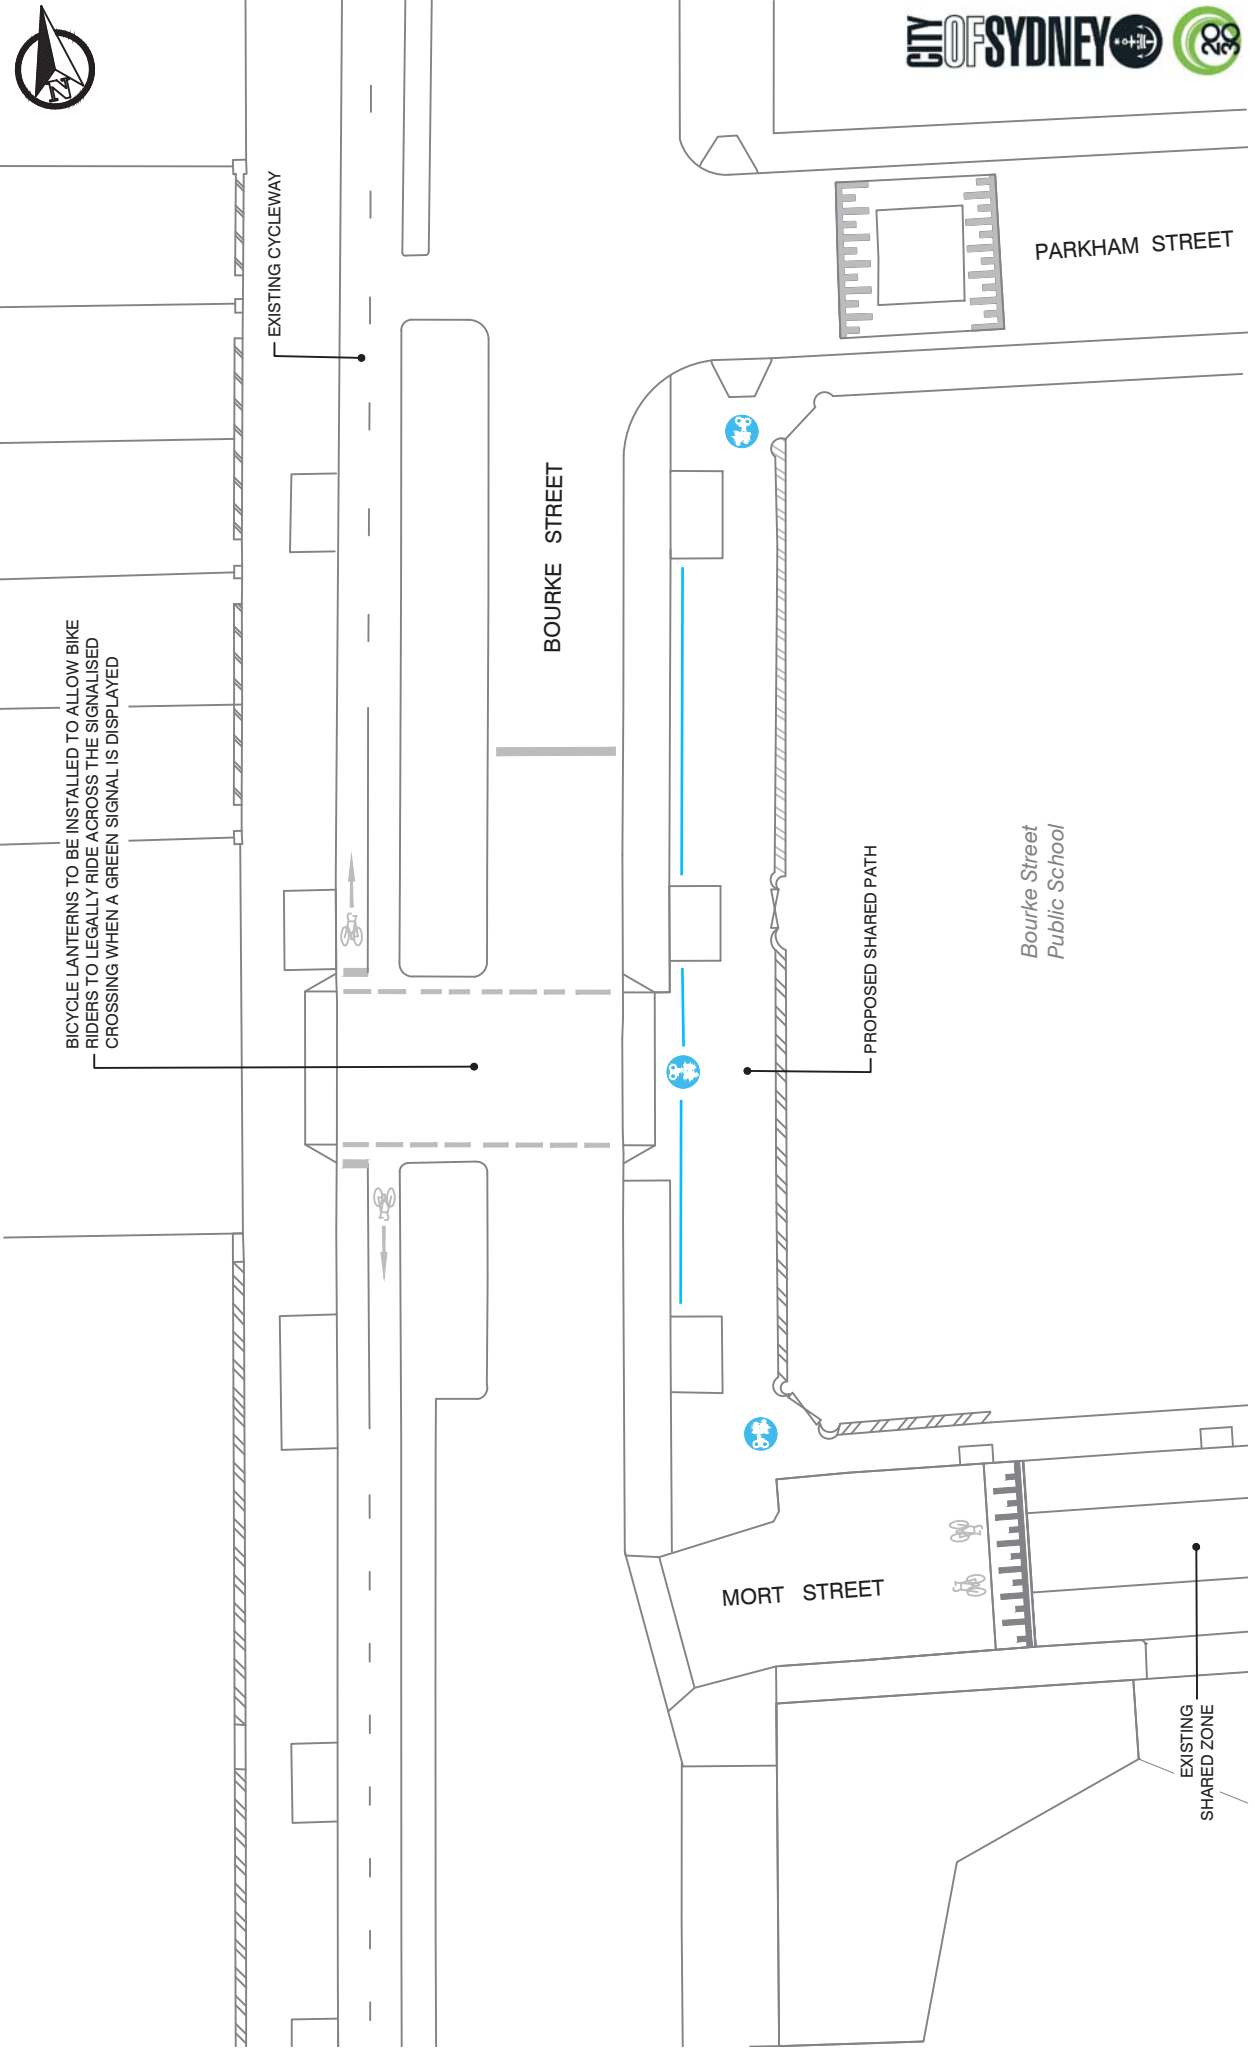 N
CITY OF SYDNEY
2030
EXISTING CYCLEWAY
PARKHAM STREET
BOURKE STREET
BICYCLE LANTERNS TO BE INSTALLED TO ALLOW BIKE
RIDERS TO LEGALLY RIDE ACROSS THE SIGNALISED
CROSSING WHEN A GREEN SIGNAL IS DISPLAYED
PROPOSED SHARED PATH
Bourke Street
Public School
MORT STREET
EXISTING
SHARED ZONE